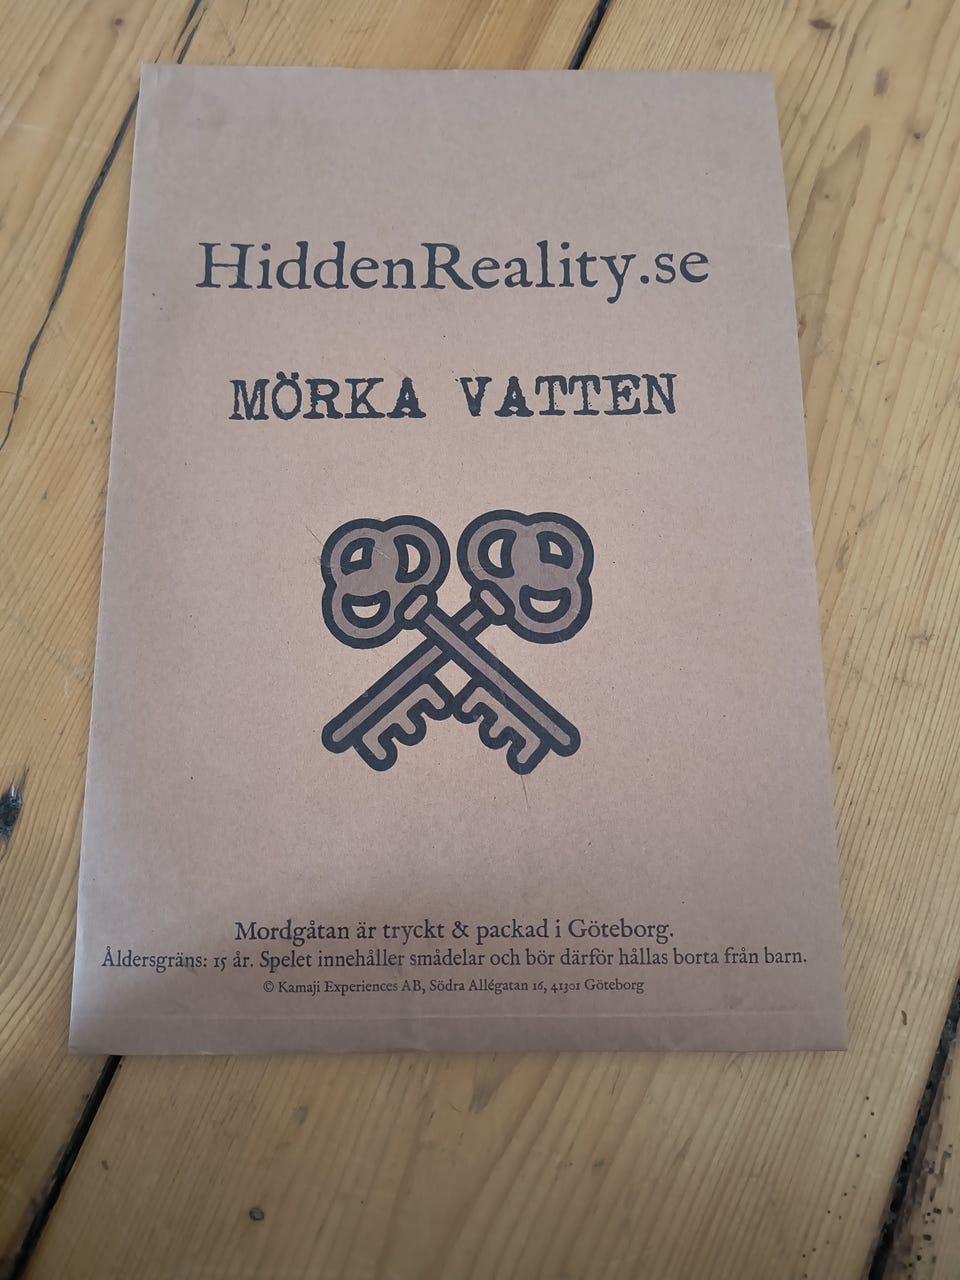 HiddenReality.se
MÖRKA VATTEN
Mordgåtan är tryckt & packad i Göteborg.
Åldersgräns: 15 år. Spelet innehåller smådelar och bör därför hållas borta från barn.
© Kamaji Experiences AB, Södra Allégatan 16, 41301 Göteborg